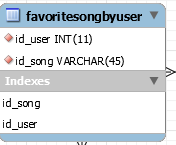 favoritesongbyuser
id_user INT(11)
id_song VARCHAR(45)
Indexes
id_song
id_user